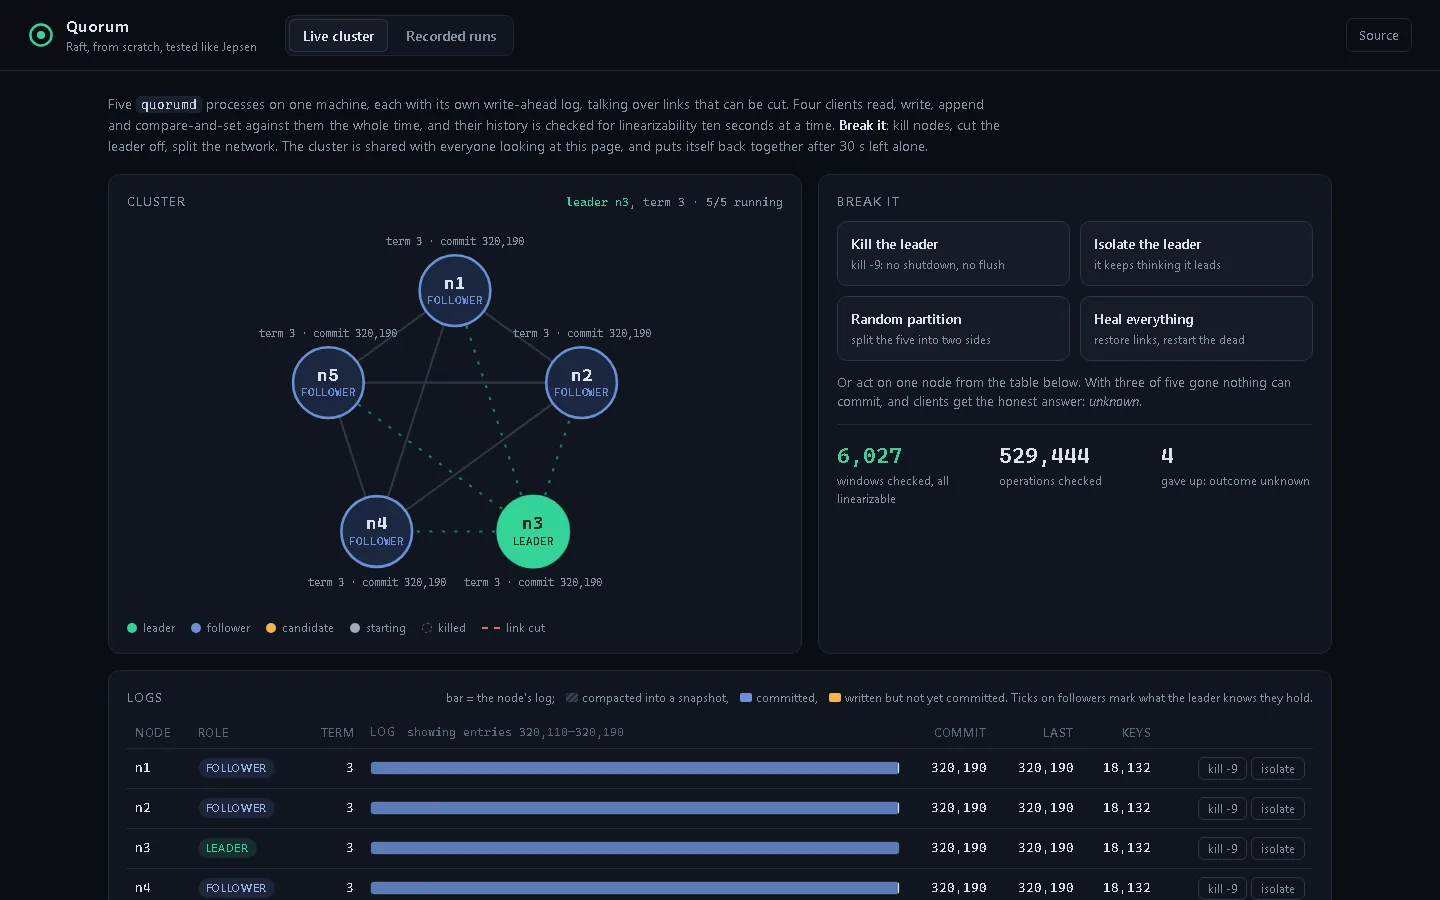 Quorum
Raft, from scratch, tested like Jepsen
Live cluster
Recorded runs
Source
Five quorumd processes on one machine, each with its own write-ahead log, talking over links that can be cut. Four clients read, write, append
and compare-and-set against them the whole time, and their history is checked for linearizability ten seconds at a time. Break it: kill nodes, cut the
leader off, split the network. The cluster is shared with everyone looking at this page, and puts itself back together after 30 s left alone.
CLUSTER
leader n3, term 3 · 5/5 running
term 3 · commit 320,190
n1
FOLLOWER
term 3 · commit 320,190
term 3 · commit 320,190
n5
FOLLOWER
n2
FOLLOWER
n4
FOLLOWER
n3
LEADER
term 3 · commit 320,190
term 3 · commit 320,190
leader
follower
candidate
starting
killed
link cut
BREAK IT
Kill the leader
kill -9: no shutdown, no flush
Isolate the leader
it keeps thinking it leads
Random partition
split the five into two sides
Heal everything
restore links, restart the dead
Or act on one node from the table below. With three of five gone nothing can
commit, and clients get the honest answer: unknown.
6,027
windows checked, all
linearizable
529,444
operations checked
4
gave up: outcome unknown
LOGS
bar = the node's log; compacted into a snapshot, committed, written but not yet committed. Ticks on followers mark what the leader knows they hold.
NODE ROLE TERM LOG showing entries 320,110–320,190 COMMIT LAST KEYS
n1 FOLLOWER 3 320,190 320,190 18,132 kill -9 isolate
n2 FOLLOWER 3 320,190 320,190 18,132 kill -9 isolate
n3 LEADER 3 320,190 320,190 18,132 kill -9 isolate
n4 FOLLOWER 3 320,190 320,190 18,132 kill -9 isolate